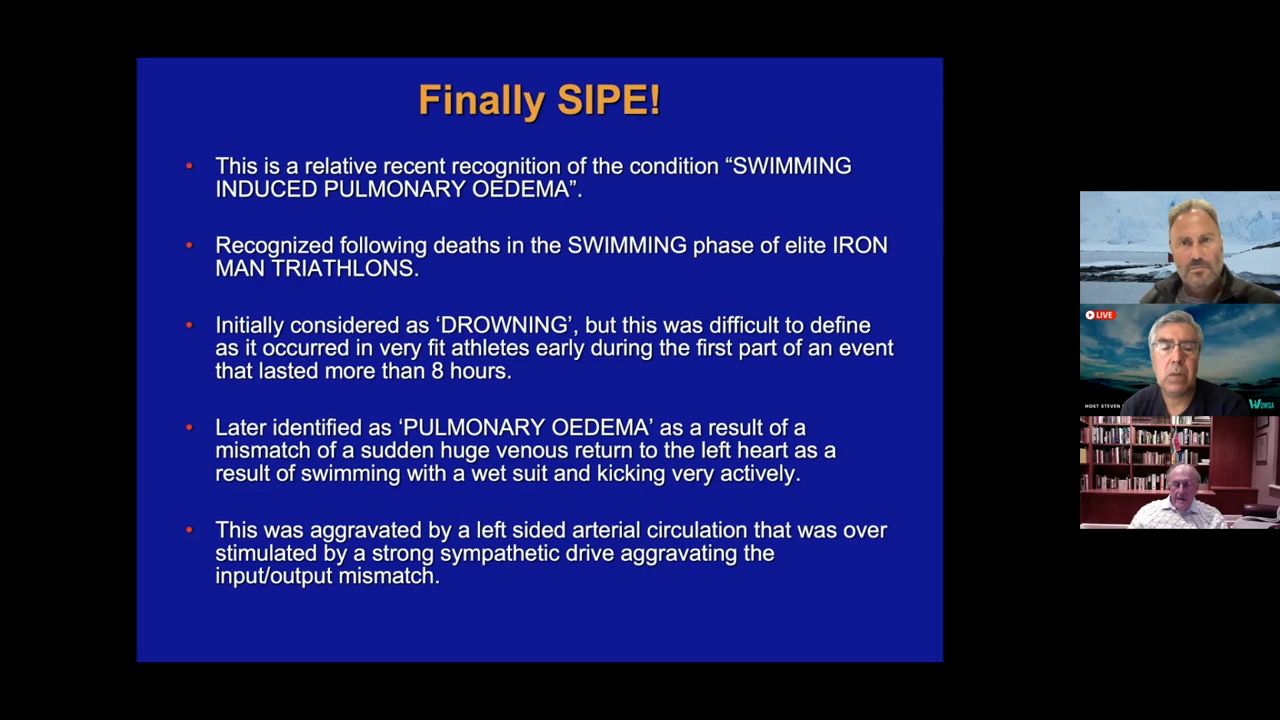 Finally SIPE!
• This is a relative recent recognition of the condition “SWIMMING
INDUCED PULMONARY OEDEMA”.
• Recognized following deaths in the SWIMMING phase of elite IRON
MAN TRIATHLONS.
• Initially considered as ‘DROWNING’, but this was difficult to define
as it occurred in very fit athletes early during the first part of an event
that lasted more than 8 hours.
• Later identified as ‘PULMONARY OEDEMA’ as a result of a
mismatch of a sudden huge venous return to the left heart as a
result of swimming with a wet suit and kicking very actively.
• This was aggravated by a left sided arterial circulation that was over
stimulated by a strong sympathetic drive aggravating the
input/output mismatch.
LIVE
HOST STEVEN